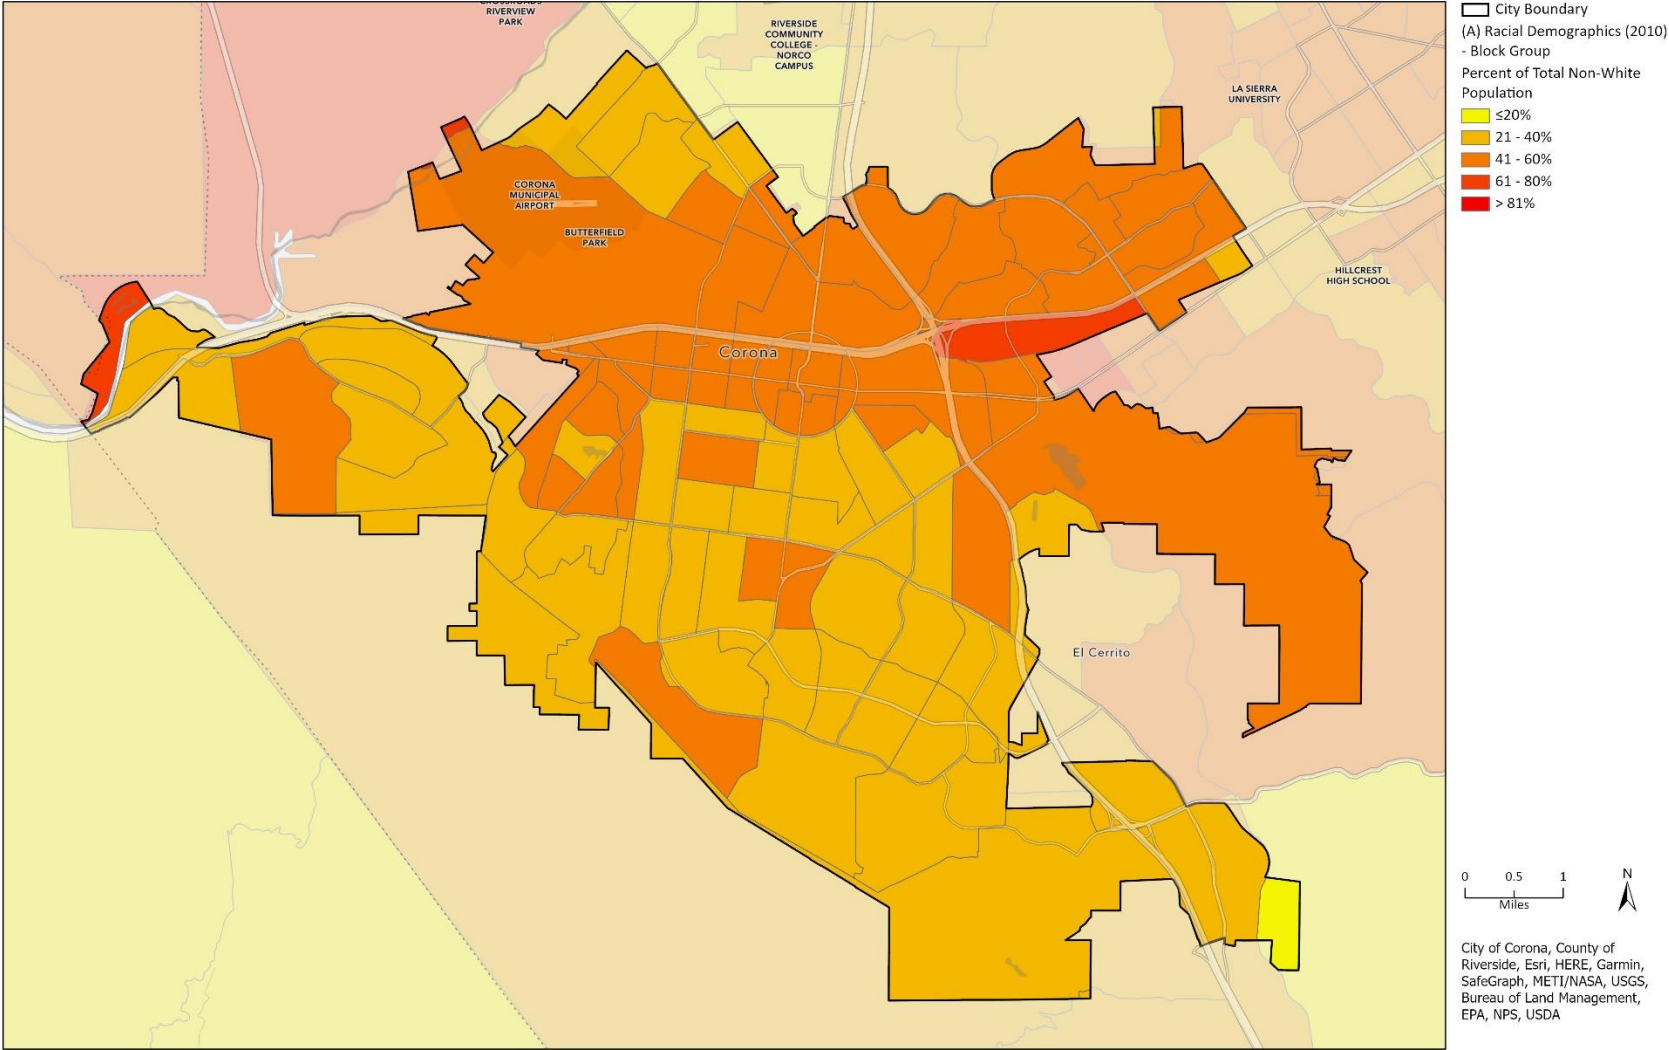 CROSSROADS
RIVERVIEW
PARK
RIVERSIDE
COMMUNITY
COLLEGE -
NORCO
CAMPUS
LA SIERRA
UNIVERSITY
CORONA
MUNICIPAL
AIRPORT
BUTTERFIELD
PARK
HILLCREST
HIGH SCHOOL
Corona
El Cerrito
City Boundary
(A) Racial Demographics (2010)
- Block Group
Percent of Total Non-White
Population
≤20%
21 - 40%
41 - 60%
61 - 80%
> 81%
0 0.5 1
Miles
N
City of Corona, County of
Riverside, Esri, HERE, Garmin,
SafeGraph, METI/NASA, USGS,
Bureau of Land Management,
EPA, NPS, USDA